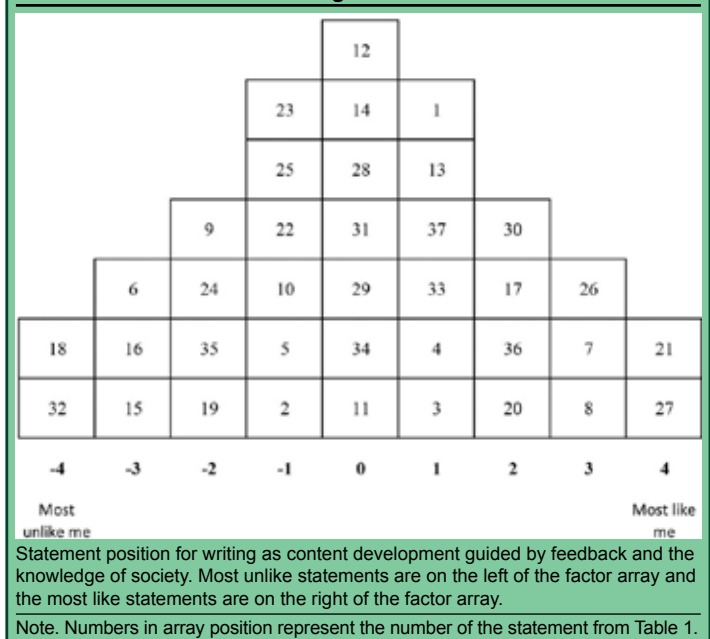 12
23 14 1
25 28 13
9 22 31 37 30
6 24 10 29 33 17 26
18 16 35 5 34 4 36 7 21
32 15 19 2 11 3 20 8 27
-4 -3 -2 -1 0 1 2 3 4
Most Most like
unlike me me
Statement position for writing as content development guided by feedback and the
knowledge of society. Most unlike statements are on the left of the factor array and
the most like statements are on the right of the factor array.
Note. Numbers in array position represent the number of the statement from Table 1.